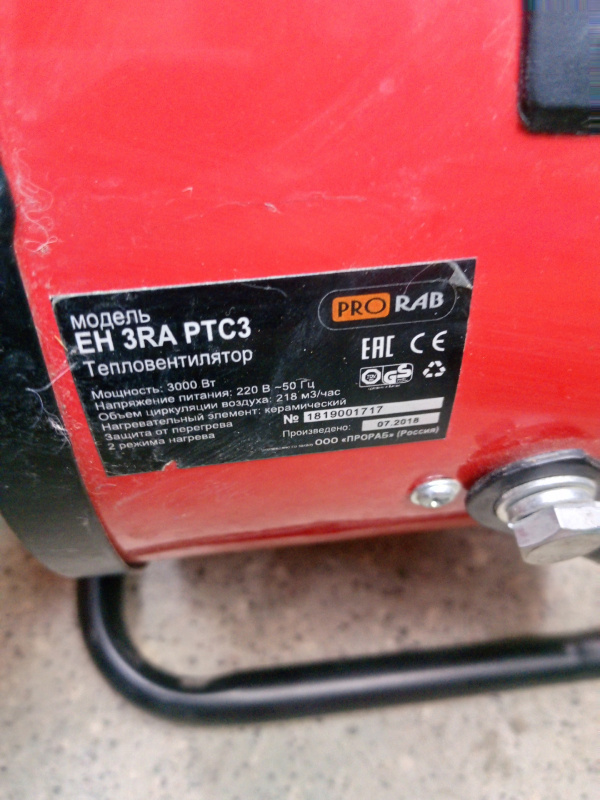 модель
EH 3RA PTC3
Тепловентилятор
PRORAB
EAC CE
GS
Мощность: 3000 Вт
Напряжение питания: 220 В ~50 Гц
Объем циркуляции воздуха: 218 м3/час
Нагревательный элемент: керамический
Защита от перегрева
2 режима нагрева
№ 1819001717
Произведено: 07.2018
ООО «ПРОРАБ» (Россия)